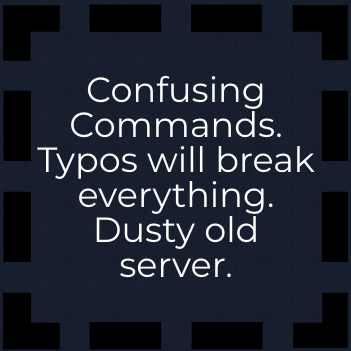 Confusing
Commands.
Typos will break
everything.
Dusty old
server.